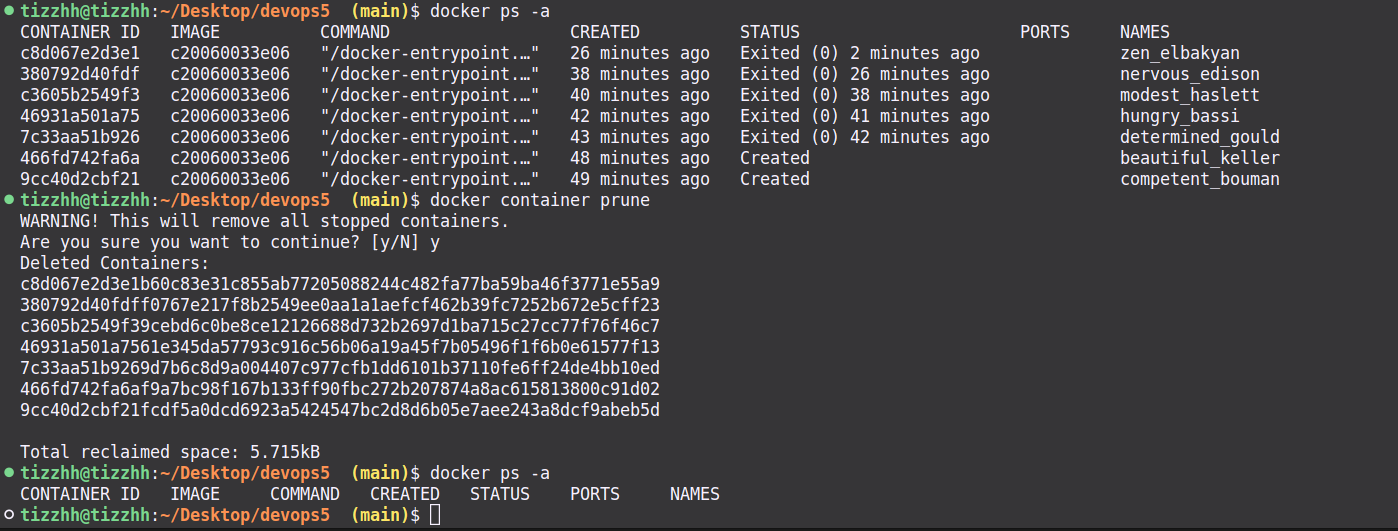 tizzhh@tizzhh:~/Desktop/devops5 (main)$ docker ps -a
CONTAINER ID IMAGE COMMAND CREATED STATUS PORTS NAMES
c8d067e2d3e1 c20060033e06 "/docker-entrypoint.…" 26 minutes ago Exited (0) 2 minutes ago zen_elbakyan
380792d40fdf c20060033e06 "/docker-entrypoint.…" 38 minutes ago Exited (0) 26 minutes ago nervous_edison
c3605b2549f3 c20060033e06 "/docker-entrypoint.…" 40 minutes ago Exited (0) 38 minutes ago modest_haslett
46931a501a75 c20060033e06 "/docker-entrypoint.…" 42 minutes ago Exited (0) 41 minutes ago hungry_bassi
7c33aa51b926 c20060033e06 "/docker-entrypoint.…" 43 minutes ago Exited (0) 42 minutes ago determined_gould
466fd742fa6a c20060033e06 "/docker-entrypoint.…" 48 minutes ago Created beautiful_keller
9cc40d2cbf21 c20060033e06 "/docker-entrypoint.…" 49 minutes ago Created competent_bouman
tizzhh@tizzhh:~/Desktop/devops5 (main)$ docker container prune
WARNING! This will remove all stopped containers.
Are you sure you want to continue? [y/N] y
Deleted Containers:
c8d067e2d3e1b60c83e31c855ab77205088244c482fa77ba59ba46f3771e55a9
380792d40fdff0767e217f8b2549ee0aa1a1aefcf462b39fc7252b672e5cff23
c3605b2549f39cebd6c0be8ce12126688d732b2697d1ba715c27cc77f76f46c7
46931a501a7561e345da57793c916c56b06a19a45f7b05496f1f6b0e61577f13
7c33aa51b9269d7b6c8d9a004407c977cfb1dd6101b37110fe6ff24de4bb10ed
466fd742fa6af9a7bc98f167b133ff90fbc272b207874a8ac615813800c91d02
9cc40d2cbf21fcdf5a0dcd6923a5424547bc2d8d6b05e7aee243a8dcf9abeb5d
Total reclaimed space: 5.715kB
tizzhh@tizzhh:~/Desktop/devops5 (main)$ docker ps -a
CONTAINER ID IMAGE COMMAND CREATED STATUS PORTS NAMES
tizzhh@tizzhh:~/Desktop/devops5 (main)$